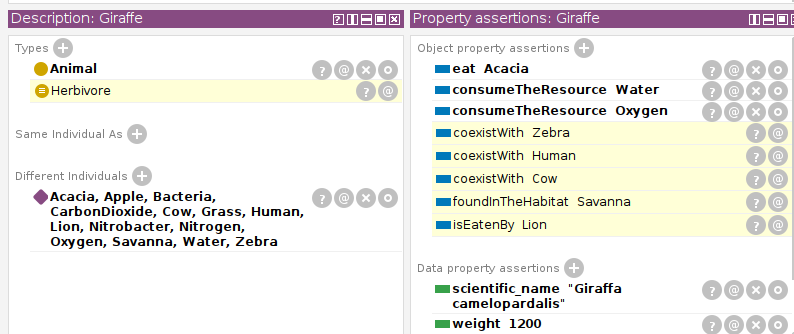 Description: Giraffe
Types
Animal
Herbivore
Same Individual As
Different Individuals
Acacia, Apple, Bacteria,
CarbonDioxide, Cow, Grass, Human,
Lion, Nitrobacter, Nitrogen,
Oxygen, Savanna, Water, Zebra
Property assertions: Giraffe
Object property assertions
eat Acacia
consumeTheResource Water
consumeTheResource Oxygen
coexistWith Zebra
coexistWith Human
coexistWith Cow
foundInTheHabitat Savanna
isEatenBy Lion
Data property assertions
scientific_name "Giraffa
camelopardalis"
weight 1200